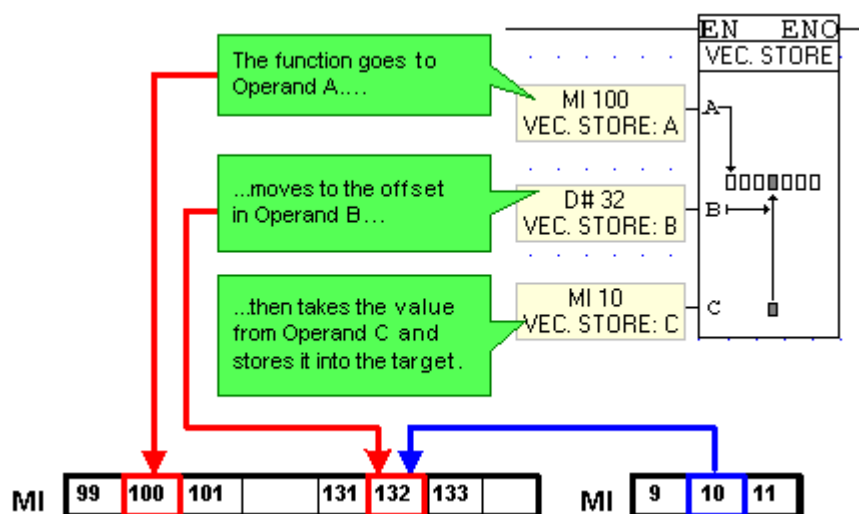 EN ENO
VEC. STORE
The function goes to
Operand A....
MI 100
VEC. STORE: A
A
...moves to the offset
in Operand B...
D# 32
VEC. STORE: B
B
...then takes the value
from Operand C and
stores it into the target.
MI 10
VEC. STORE: C
C
MI 99 100 101 131 132 133
MI 9 10 11